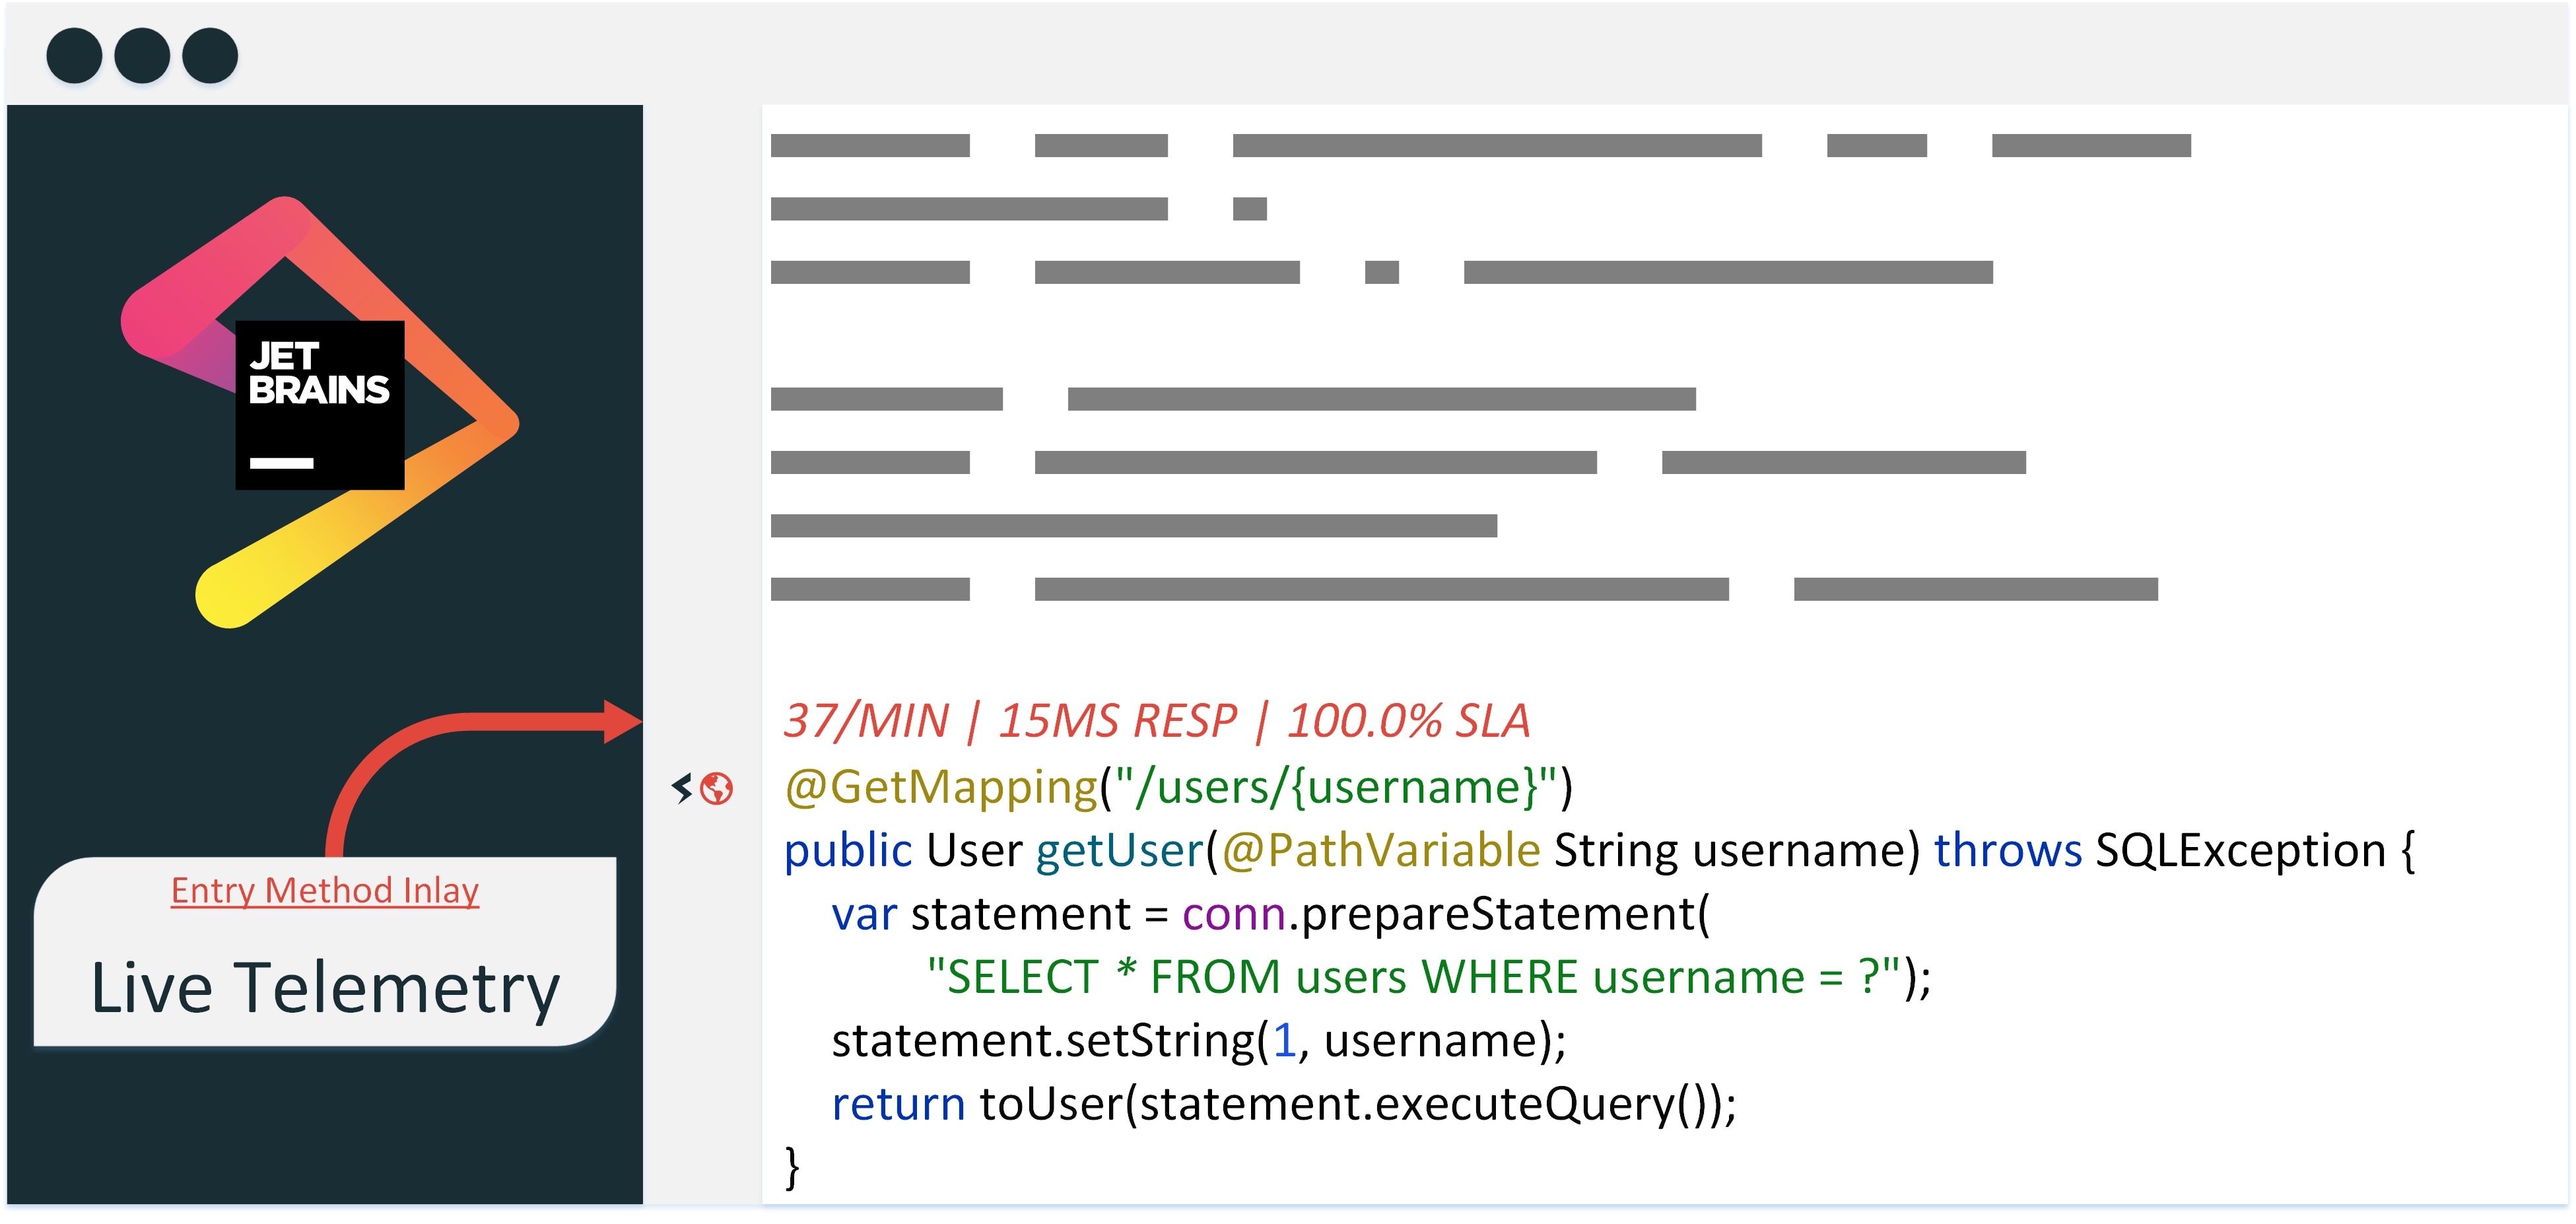 JET
BRAINS
Entry Method Inlay
Live Telemetry
37/MIN | 15MS RESP | 100.0% SLA
@GetMapping("/users/{username}")
public User getUser(@PathVariable String username) throws SQLException {
var statement = conn.prepareStatement(
"SELECT * FROM users WHERE username = ?");
statement.setString(1, username);
return toUser(statement.executeQuery());
}